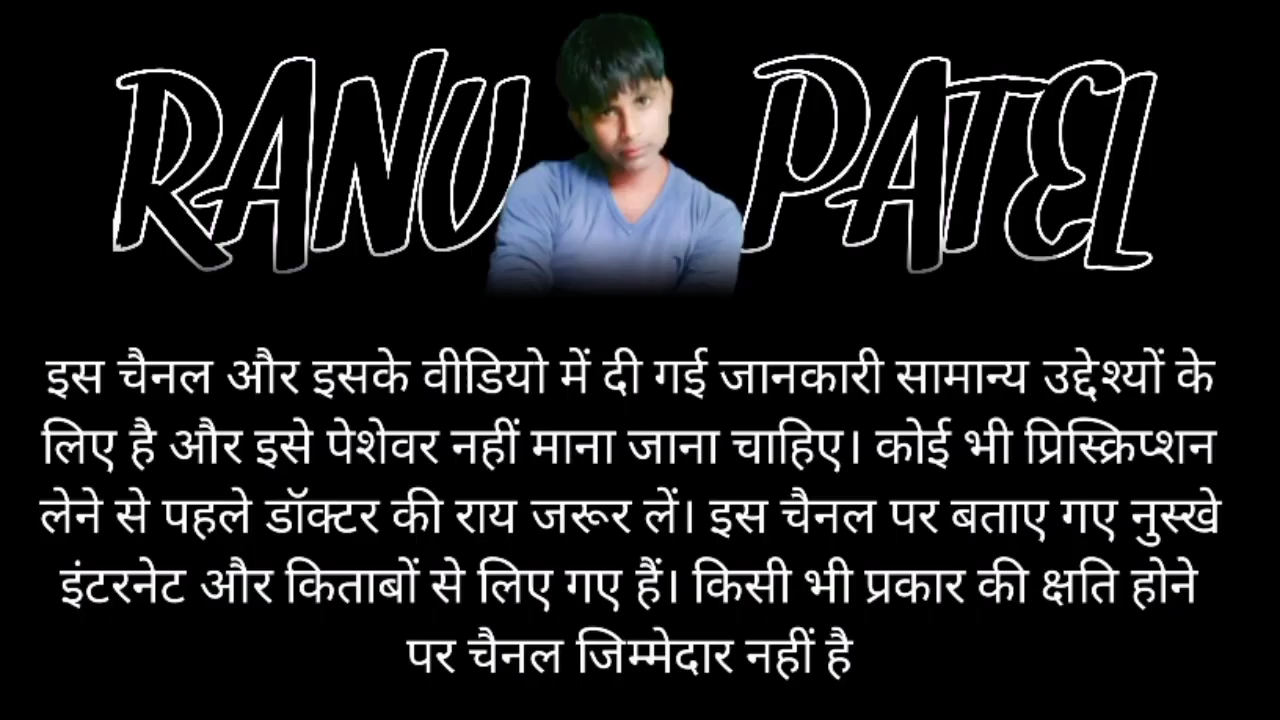 RANU PATEL
इस चैनल और इसके वीडियो में दी गई जानकारी सामान्य उद्देश्यों के
लिए है और इसे पेशेवर नहीं माना जाना चाहिए। कोई भी प्रिस्क्रिप्शन
लेने से पहले डॉक्टर की राय जरूर लें। इस चैनल पर बताए गए नुस्खे
इंटरनेट और किताबों से लिए गए हैं। किसी भी प्रकार की क्षति होने
पर चैनल जिम्मेदार नहीं है